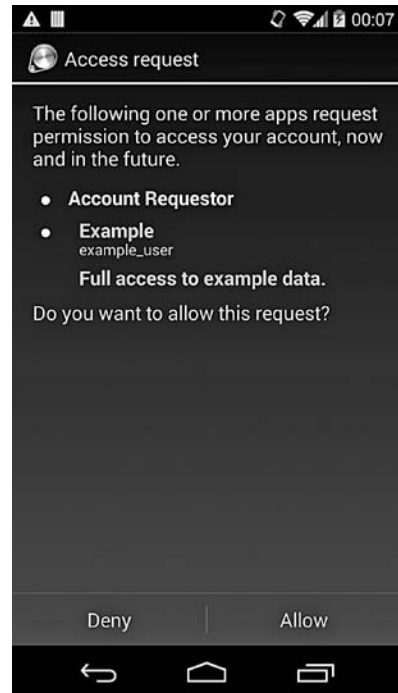 00:07
Access request
The following one or more apps request
permission to access your account, now
and in the future.
• Account Requestor
• Example
example_user
Full access to example data.
Do you want to allow this request?
Deny
Allow